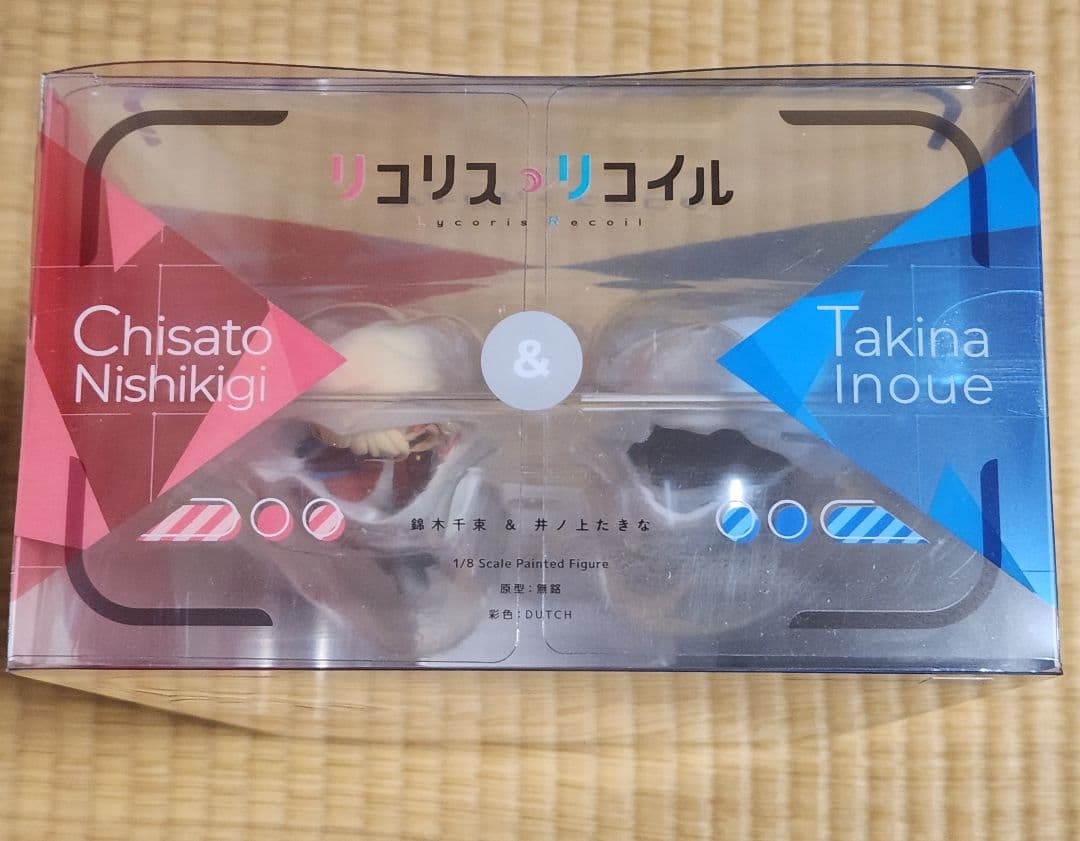 リコリス リコイル
ycoris Recoil
Chisato
Nishikigi
&
Takina
Inoue
錦木千束 & 井ノ上たきな
1/8 Scale Painted Figure
原型:無銘
彩色:DUTCH